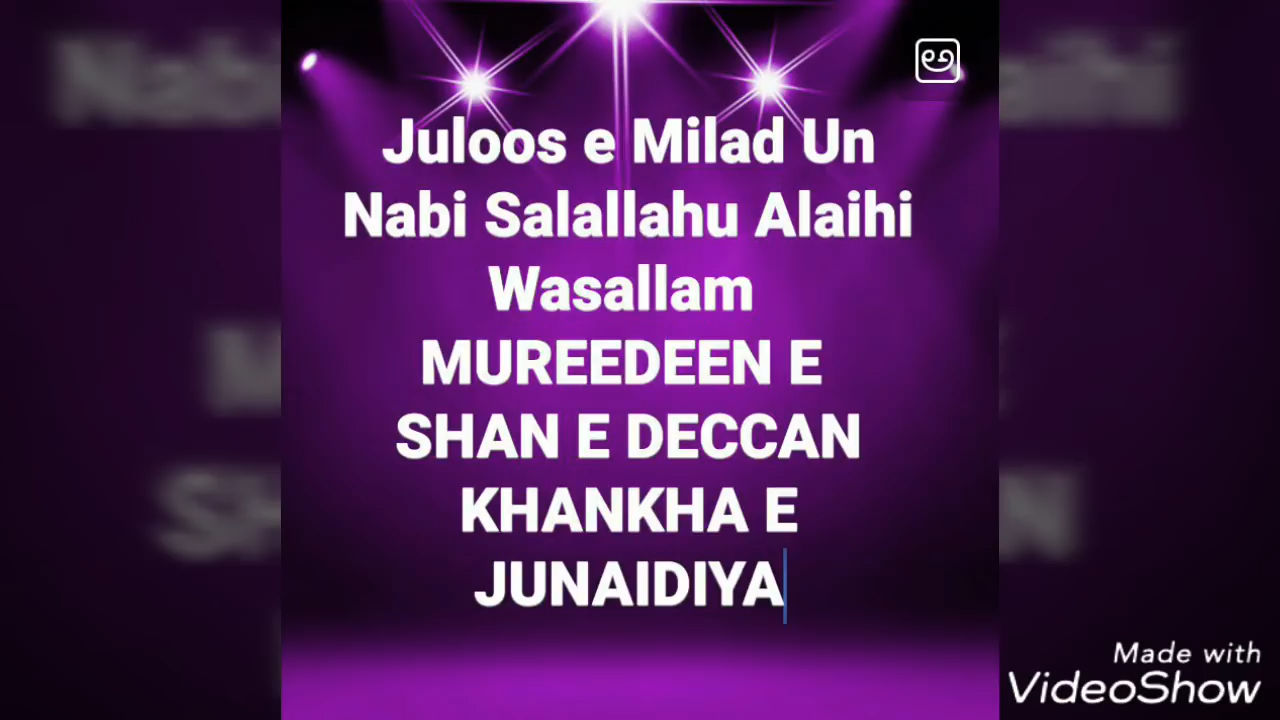 Juloos e Milad Un
Nabi Salallahu Alaihi
Wasallam
MUREEDEEN E
SHAN E DECCAN
KHANKHA E
JUNAIDIYA
Made with
VideoShow